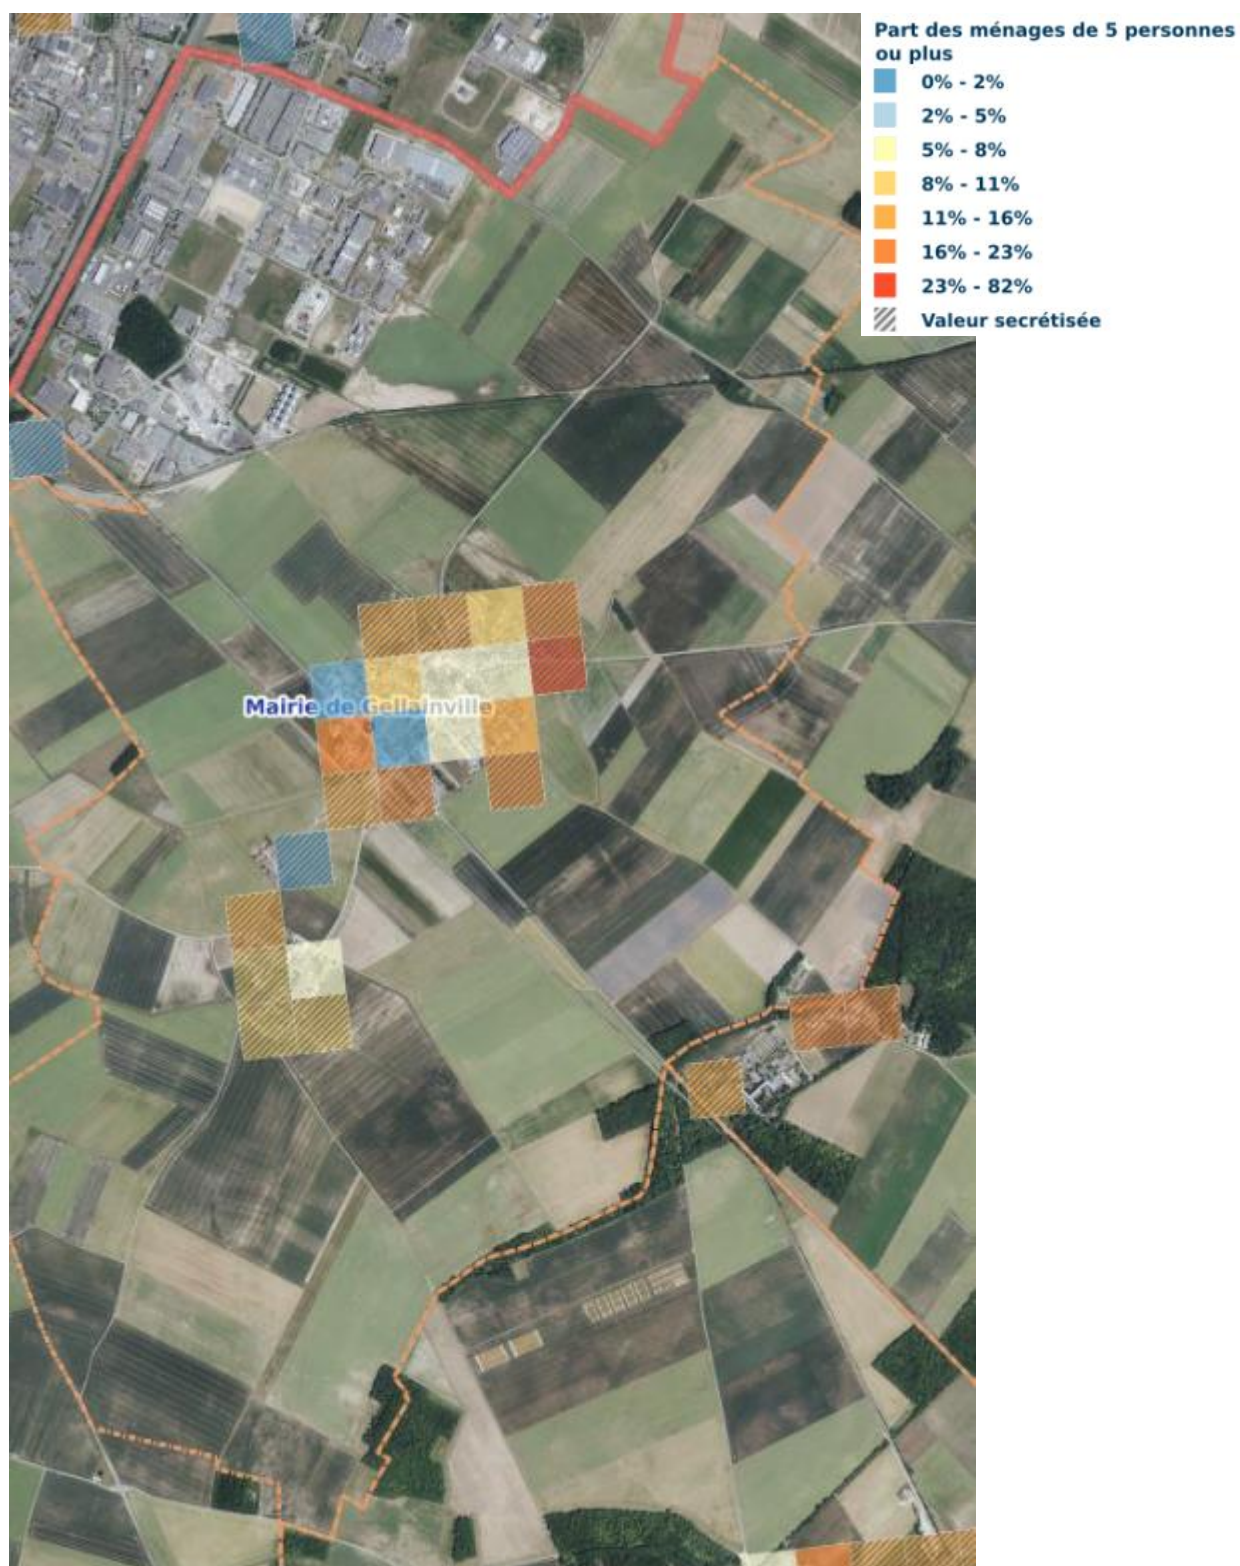 Part des ménages de 5 personnes
ou plus
0% - 2%
2% - 5%
5% - 8%
8% - 11%
11% - 16%
16% - 23%
23% - 82%
Valeur secrétisée
Mairie de Gellainville